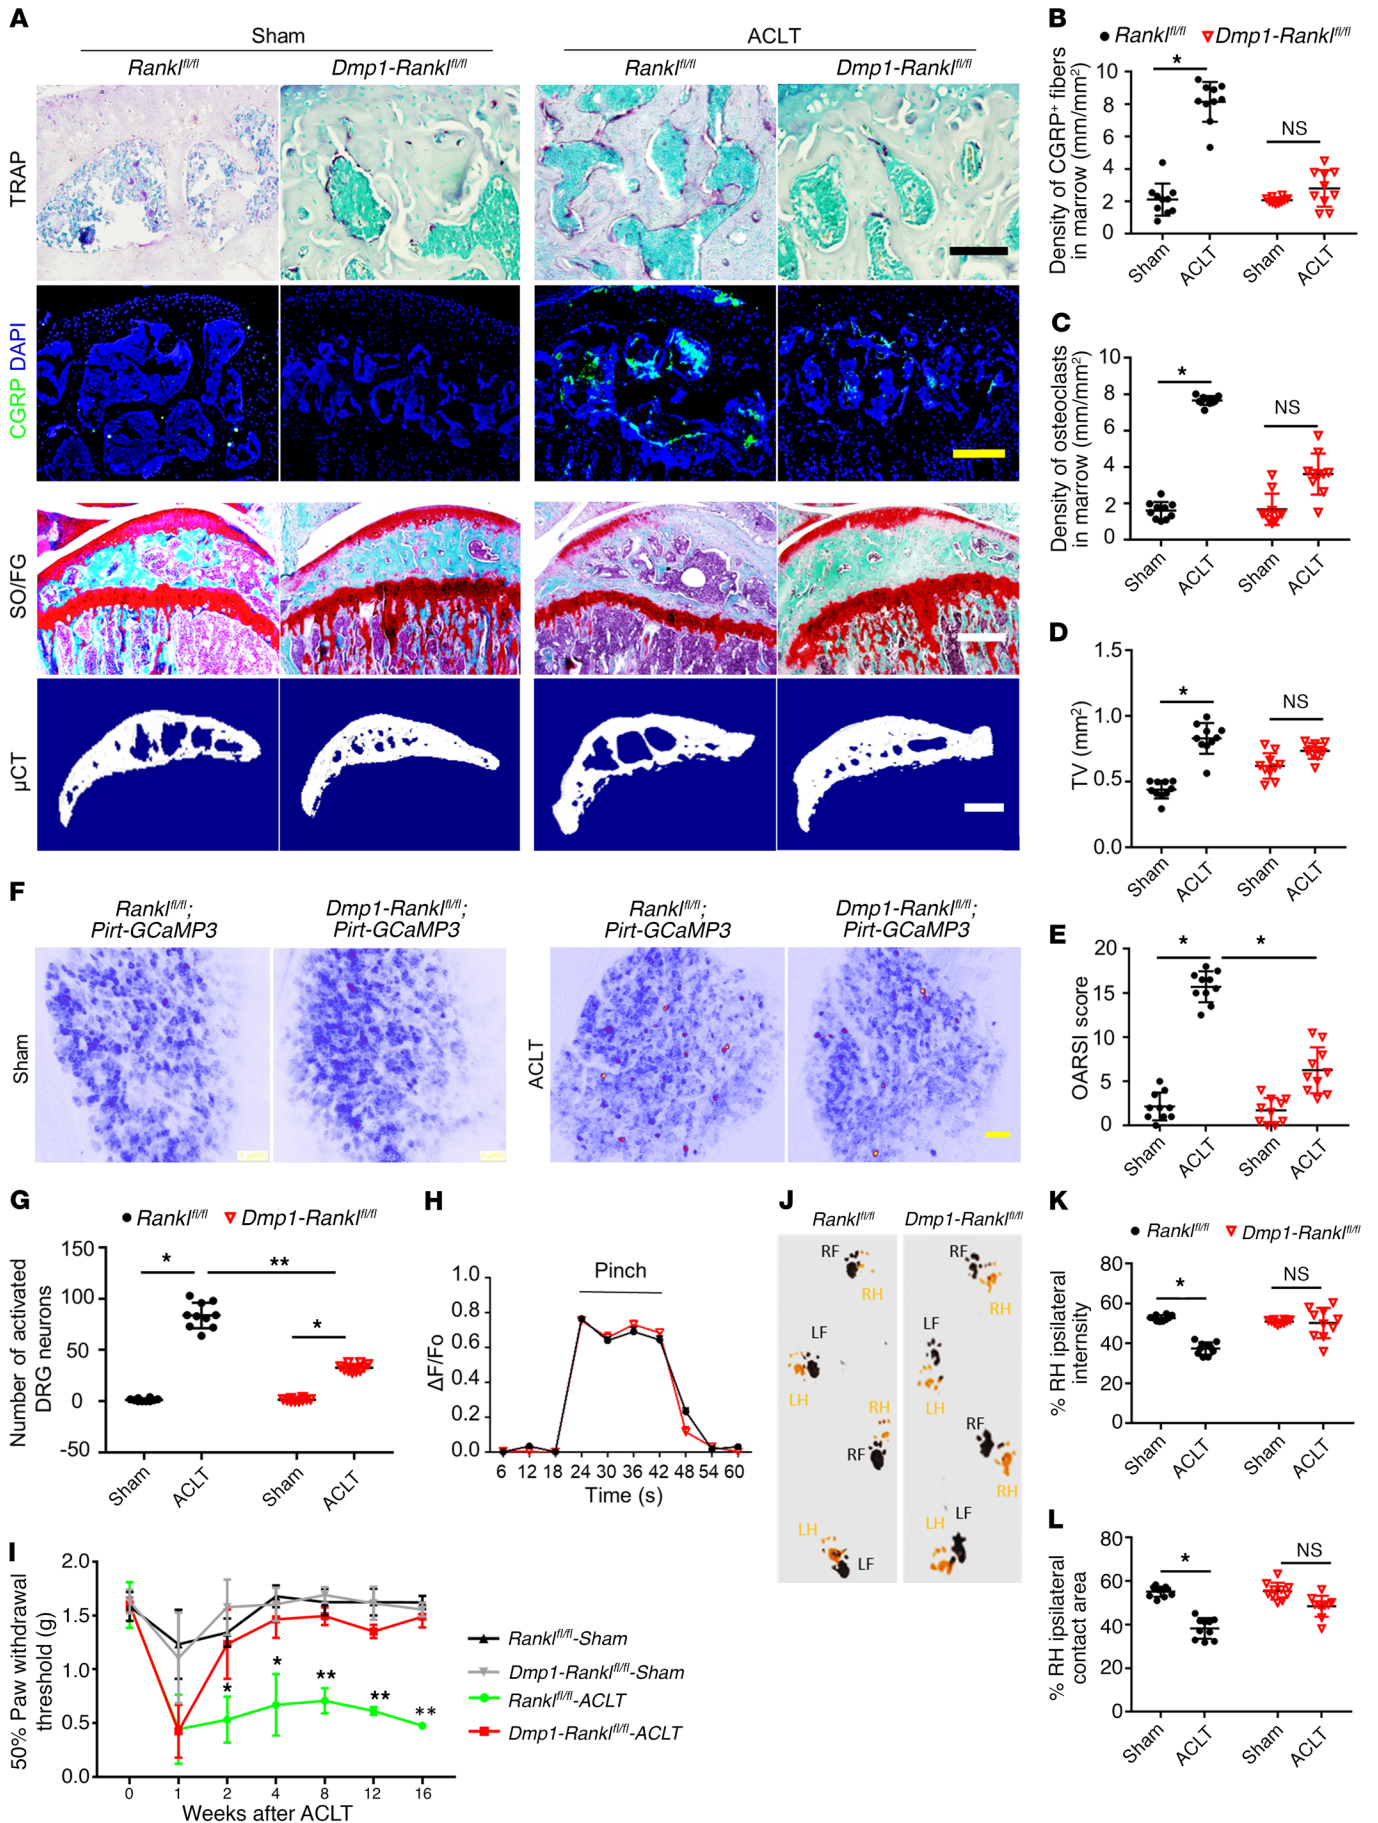 A
Sham
ACLT
Rankl^fl/fl
Dmp1-Rankl^fl/fl
Rankl^fl/fl
Dmp1-Rankl^fl/fl
TRAP
CGRP DAPI
SO/FG
µCT
B
Rankl^fl/fl
Dmp1-Rankl^fl/fl
Density of CGRP+ fibers
in marrow (mm/mm²)
10
8
6
4
2
0
*
NS
Sham
ACLT
Sham
ACLT
C
Density of osteoclasts
in marrow (mm/mm²)
10
8
6
4
2
0
*
NS
Sham
ACLT
Sham
ACLT
D
TV (mm²)
1.5
1.0
0.5
0.0
*
NS
Sham
ACLT
Sham
ACLT
E
OARSI score
20
15
10
5
0
*
*
Sham
ACLT
Sham
ACLT
F
Rankl^fl/fl;
Pirt-GCaMP3
Dmp1-Rankl^fl/fl;
Pirt-GCaMP3
Rankl^fl/fl;
Pirt-GCaMP3
Dmp1-Rankl^fl/fl;
Pirt-GCaMP3
Sham
ACLT
G
Rankl^fl/fl
Dmp1-Rankl^fl/fl
Number of activated
DRG neurons
150
100
50
0
-50
*
**
*
Sham
ACLT
Sham
ACLT
H
Pinch
ΔF/Fo
1.0
0.8
0.6
0.4
0.2
0.0
6 12 18 24 30 36 42 48 54 60
Time (s)
I
50% Paw withdrawal
threshold (g)
2.0
1.5
1.0
0.5
0.0
*
*
**
**
**
0 1 2 4 8 12 16
Weeks after ACLT
Rankl^fl/fl-Sham
Dmp1-Rankl^fl/fl-Sham
Rankl^fl/fl-ACLT
Dmp1-Rankl^fl/fl-ACLT
J
Rankl^fl/fl
Dmp1-Rankl^fl/fl
RF
RH
LF
LH
RH
RF
LH
LF
RF
RH
LF
LH
RF
RH
LF
LH
K
Rankl^fl/fl
Dmp1-Rankl^fl/fl
% RH ipsilateral
internsity
80
60
40
20
0
*
NS
Sham
ACLT
Sham
ACLT
L
% RH ipsilateral
contact area
80
60
40
20
0
*
NS
Sham
ACLT
Sham
ACLT